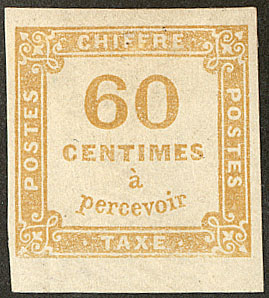 CHIFFRE
POSTES
60
CENTIMES
à
percevoir
POSTES
TAXE